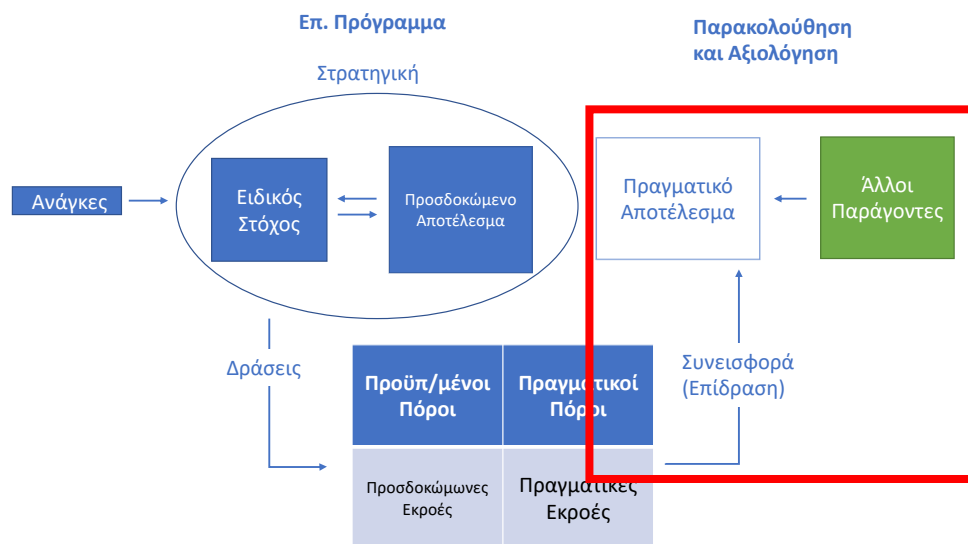 Επ. Πρόγραμμα
Παρακολούθηση
και Αξιολόγηση
Στρατηγική
Ανάγκες
Ειδικός
Στόχος
Προσδοκώμενο
Αποτέλεσμα
Πραγματικό
Αποτέλεσμα
Άλλοι
Παράγοντες
Δράσεις
Συνεισφορά
(Επίδραση)
Προϋπ/μένοι
Πόροι
Πραγματικοί
Πόροι
Προσδοκώμωνες
Εκροές
Πραγματικές
Εκροές